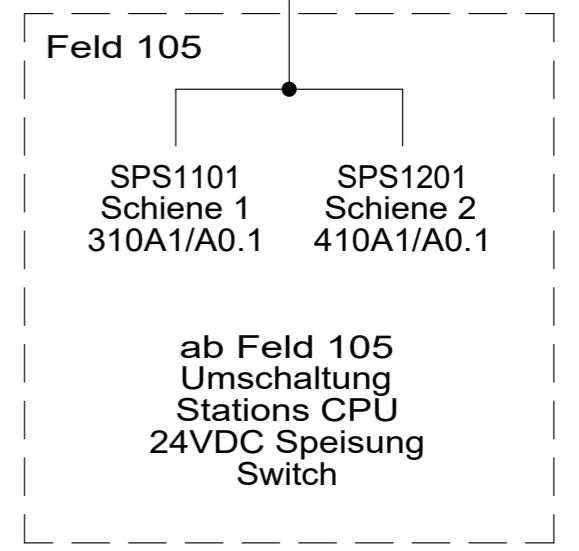 Feld 105
SPS1101
Schiene 1
310A1/A0.1
SPS1201
Schiene 2
410A1/A0.1
ab Feld 105
Umschaltung
Stations CPU
24VDC Speisung
Switch